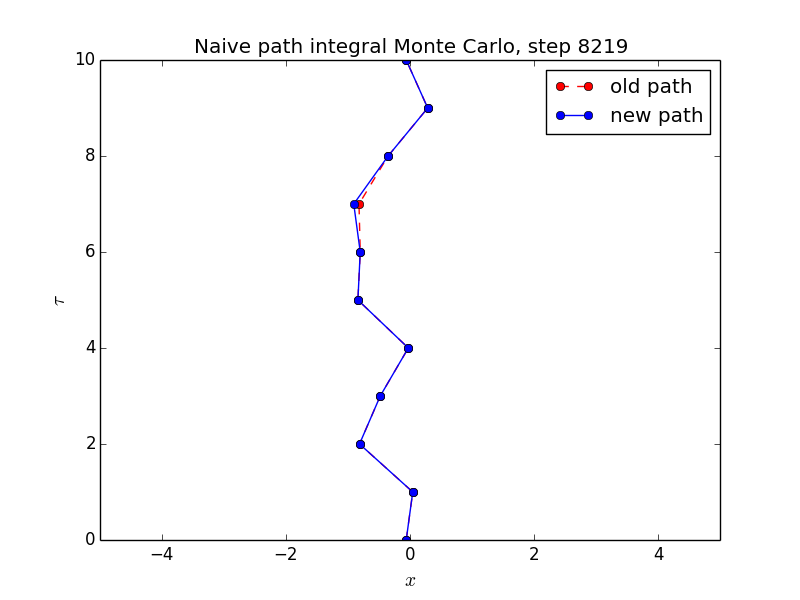 Naive path integral Monte Carlo, step 8219
old path
new path
10
8
6
4
2
0
τ
−4
−2
0
2
4
x